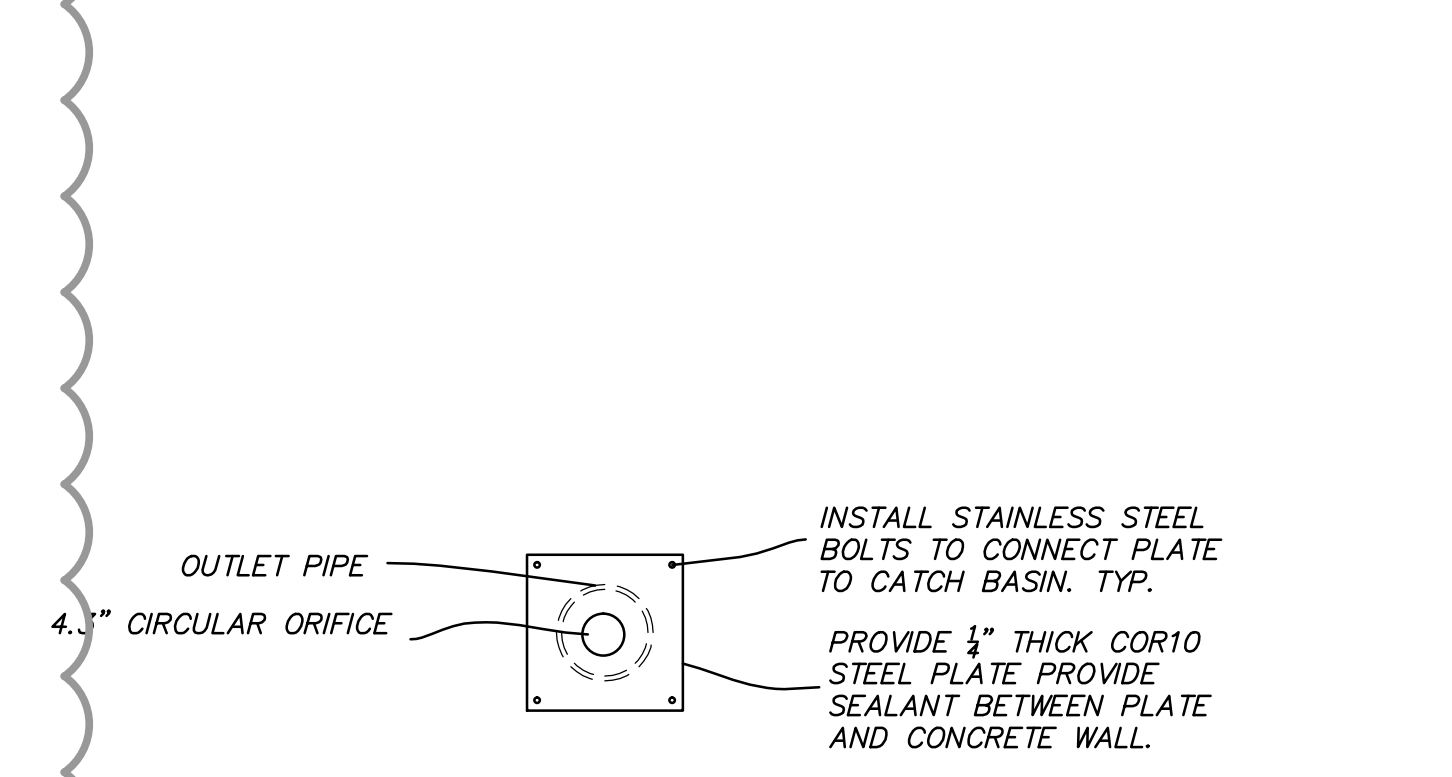 INSTALL STAINLESS STEEL
BOLTS TO CONNECT PLATE
TO CATCH BASIN. TYP.
OUTLET PIPE
CIRCULAR ORIFICE
PROVIDE 1/4” THICK COR10
STEEL PLATE PROVIDE
SEALANT BETWEEN PLATE
AND CONCRETE WALL.